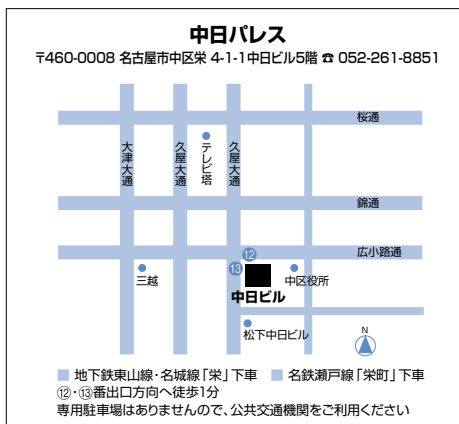 中日パレス
〒460-0008 名古屋市中区栄 4-1-1中日ビル5階 ☎ 052-261-8851
桜通
大津大通
久屋大通
テレビ塔
久屋大通
錦通
広小路通
⑫
⑬
三越
中区役所
中日ビル
松下中日ビル
N
地下鉄東山線・名城線「栄」下車 名鉄瀬戸線「栄町」下車
⑫・⑬番出口方向へ徒歩1分
専用駐車場はありませんので、公共交通機関をご利用ください